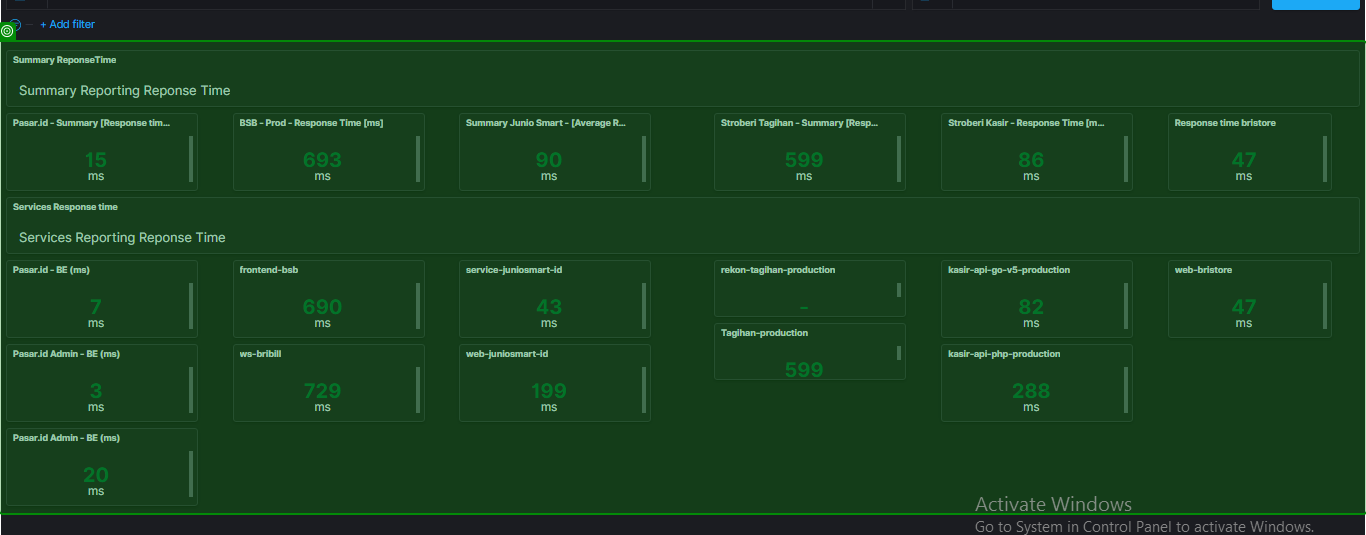 + Add filter
Summary ReponseTime
Summary Reporting Reponse Time
Pasar.id - Summary [Response tim...
15
ms
BSB - Prod - Response Time [ms]
693
ms
Summary Junio Smart - [Average R...
90
ms
Stroberi Tagihan - Summary [Resp...
599
ms
Stroberi Kasir - Response Time [m...
86
ms
Response time bristore
47
ms
Services Response time
Services Reporting Reponse Time
Pasar.id - BE (ms)
7
ms
frontend-bsb
690
ms
service-juniosmart-id
43
ms
rekon-tagihan-production
-
kasir-api-go-v5-production
82
ms
web-bristore
47
ms
Tagihan-production
599
Pasar.id Admin - BE (ms)
3
ms
ws-bribill
729
ms
web-juniosmart-id
199
ms
kasir-api-php-production
288
ms
Pasar.id Admin - BE (ms)
20
ms
Activate Windows
Go to System in Control Panel to activate Windows.